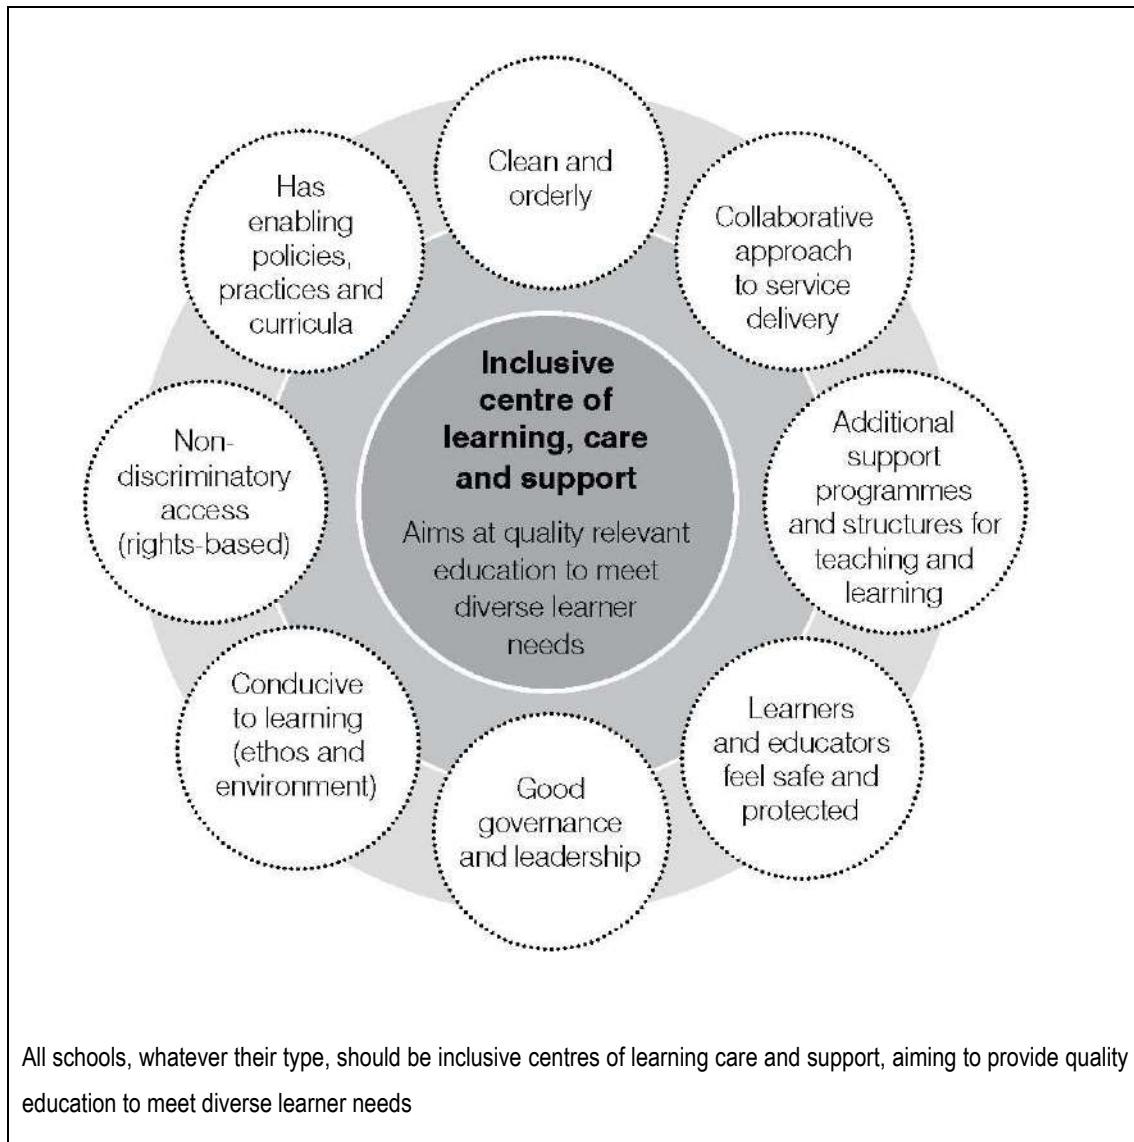 Clean and
orderly
Collaborative
approach
to service
delivery
Additional
support
programmes
and structures for
teaching and
learning
Learners
and educators
feel safe and
protected
Good
governance
and leadership
Conducive
to learning
(ethos and
environment)
Non-
discriminatory
access
(rights-based)
Has
enabling
policies,
practices and
curricula
Inclusive
centre of
learning, care
and support
Aims at quality relevant
education to meet
diverse learner
needs
All schools, whatever their type, should be inclusive centres of learning care and support, aiming to provide quality
education to meet diverse learner needs